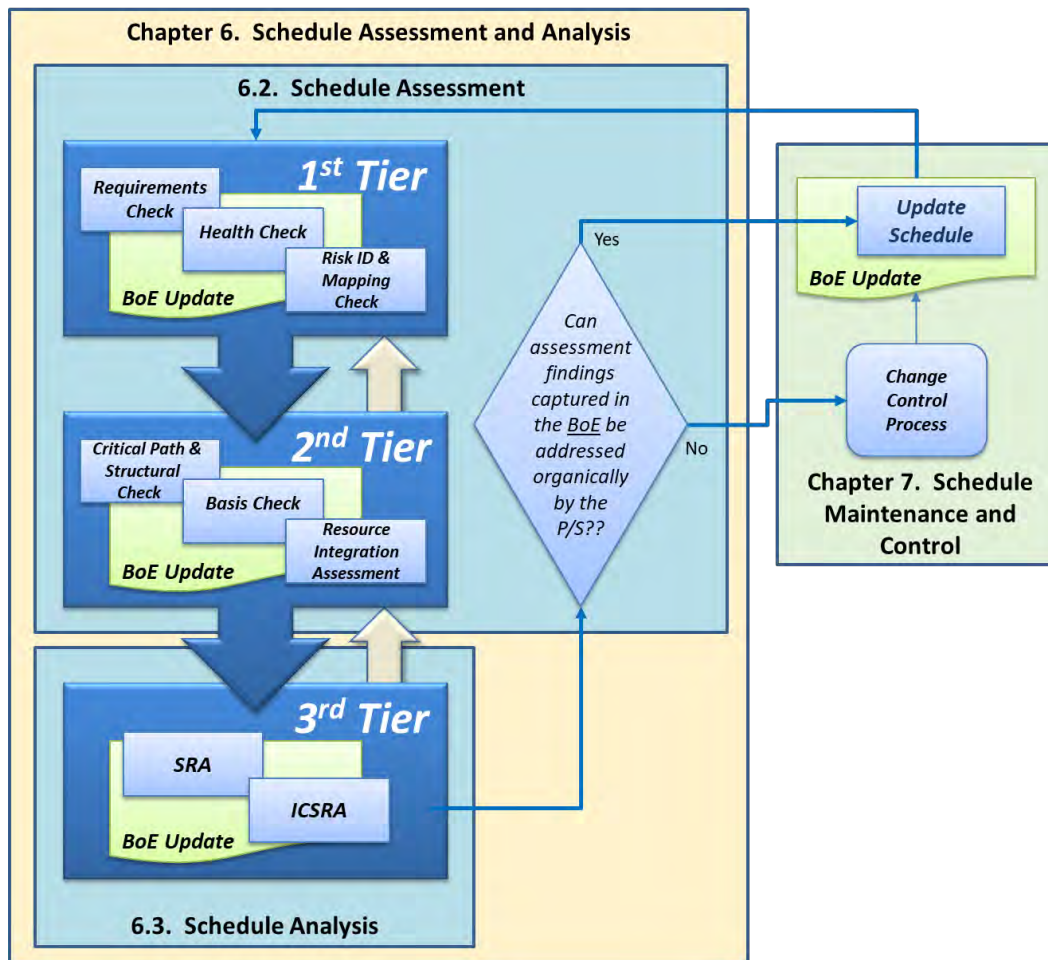 Chapter 6.  Schedule Assessment and Analysis
6.2.  Schedule Assessment
1st Tier
Requirements
Check
Health Check
Risk ID &
Mapping
Check
BoE Update
2nd Tier
Critical Path &
Structural
Check
Basis Check
Resource
Integration
Assessment
BoE Update
3rd Tier
SRA
ICSRA
BoE Update
6.3.  Schedule Analysis
Can
assessment
findings
captured in
the BoE be
addressed
organically
by the
P/S??
Yes
No
Update
Schedule
BoE Update
Change
Control
Process
Chapter 7.  Schedule
Maintenance and
Control